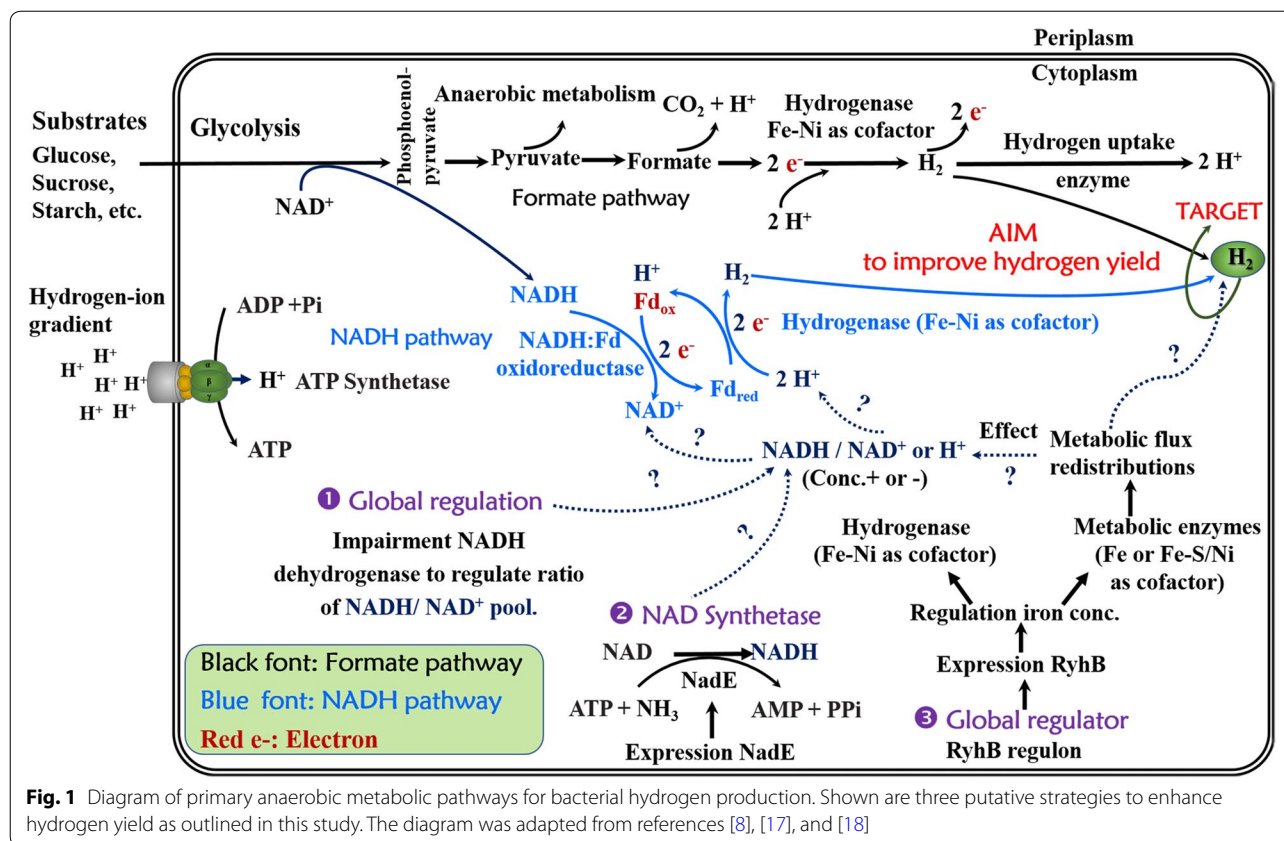 Periplasm
Cytoplasm
Substrates
Glucose,
Sucrose,
Starch, etc.
Glycolysis
NAD⁺
Phosphoenol-
pyruvate
Anaerobic metabolism
Pyruvate
CO₂ + H⁺
Formate
Formate pathway
Hydrogenase
Fe-Ni as cofactor
2 e⁻
2 H⁺
H₂
2 e⁻
Hydrogen uptake
enzyme
2 H⁺
TARGET
H₂
AIM
to improve hydrogen yield
Hydrogen-ion
gradient
H⁺
H⁺
H⁺
H⁺
H⁺
H⁺
α
β
γ
ADP +Pi
H⁺ ATP Synthetase
ATP
NADH pathway
NADH
NADH:Fd
oxidoreductase
NAD⁺
H⁺
Fdox
2 e⁻
Fdred
H₂
2 e⁻
Hydrogenase (Fe-Ni as cofactor)
2 H⁺
?
?
?
?
?
?
NADH / NAD⁺ or H⁺
(Conc.+ or -)
Effect
Metabolic flux
redistributions
❶ Global regulation
Impairment NADH
dehydrogenase to regulate ratio
of NADH/ NAD⁺ pool.
❷ NAD Synthetase
NAD
NADH
NadE
ATP + NH₃
AMP + PPi
Expression NadE
Hydrogenase
(Fe-Ni as cofactor)
Metabolic enzymes
(Fe or Fe-S/Ni
as cofactor)
Regulation iron conc.
Expression RyhB
❸ Global regulator
RyhB regulon
Black font: Formate pathway
Blue font: NADH pathway
Red e-: Electron
Fig. 1 Diagram of primary anaerobic metabolic pathways for bacterial hydrogen production. Shown are three putative strategies to enhance
hydrogen yield as outlined in this study. The diagram was adapted from references [8], [17], and [18]